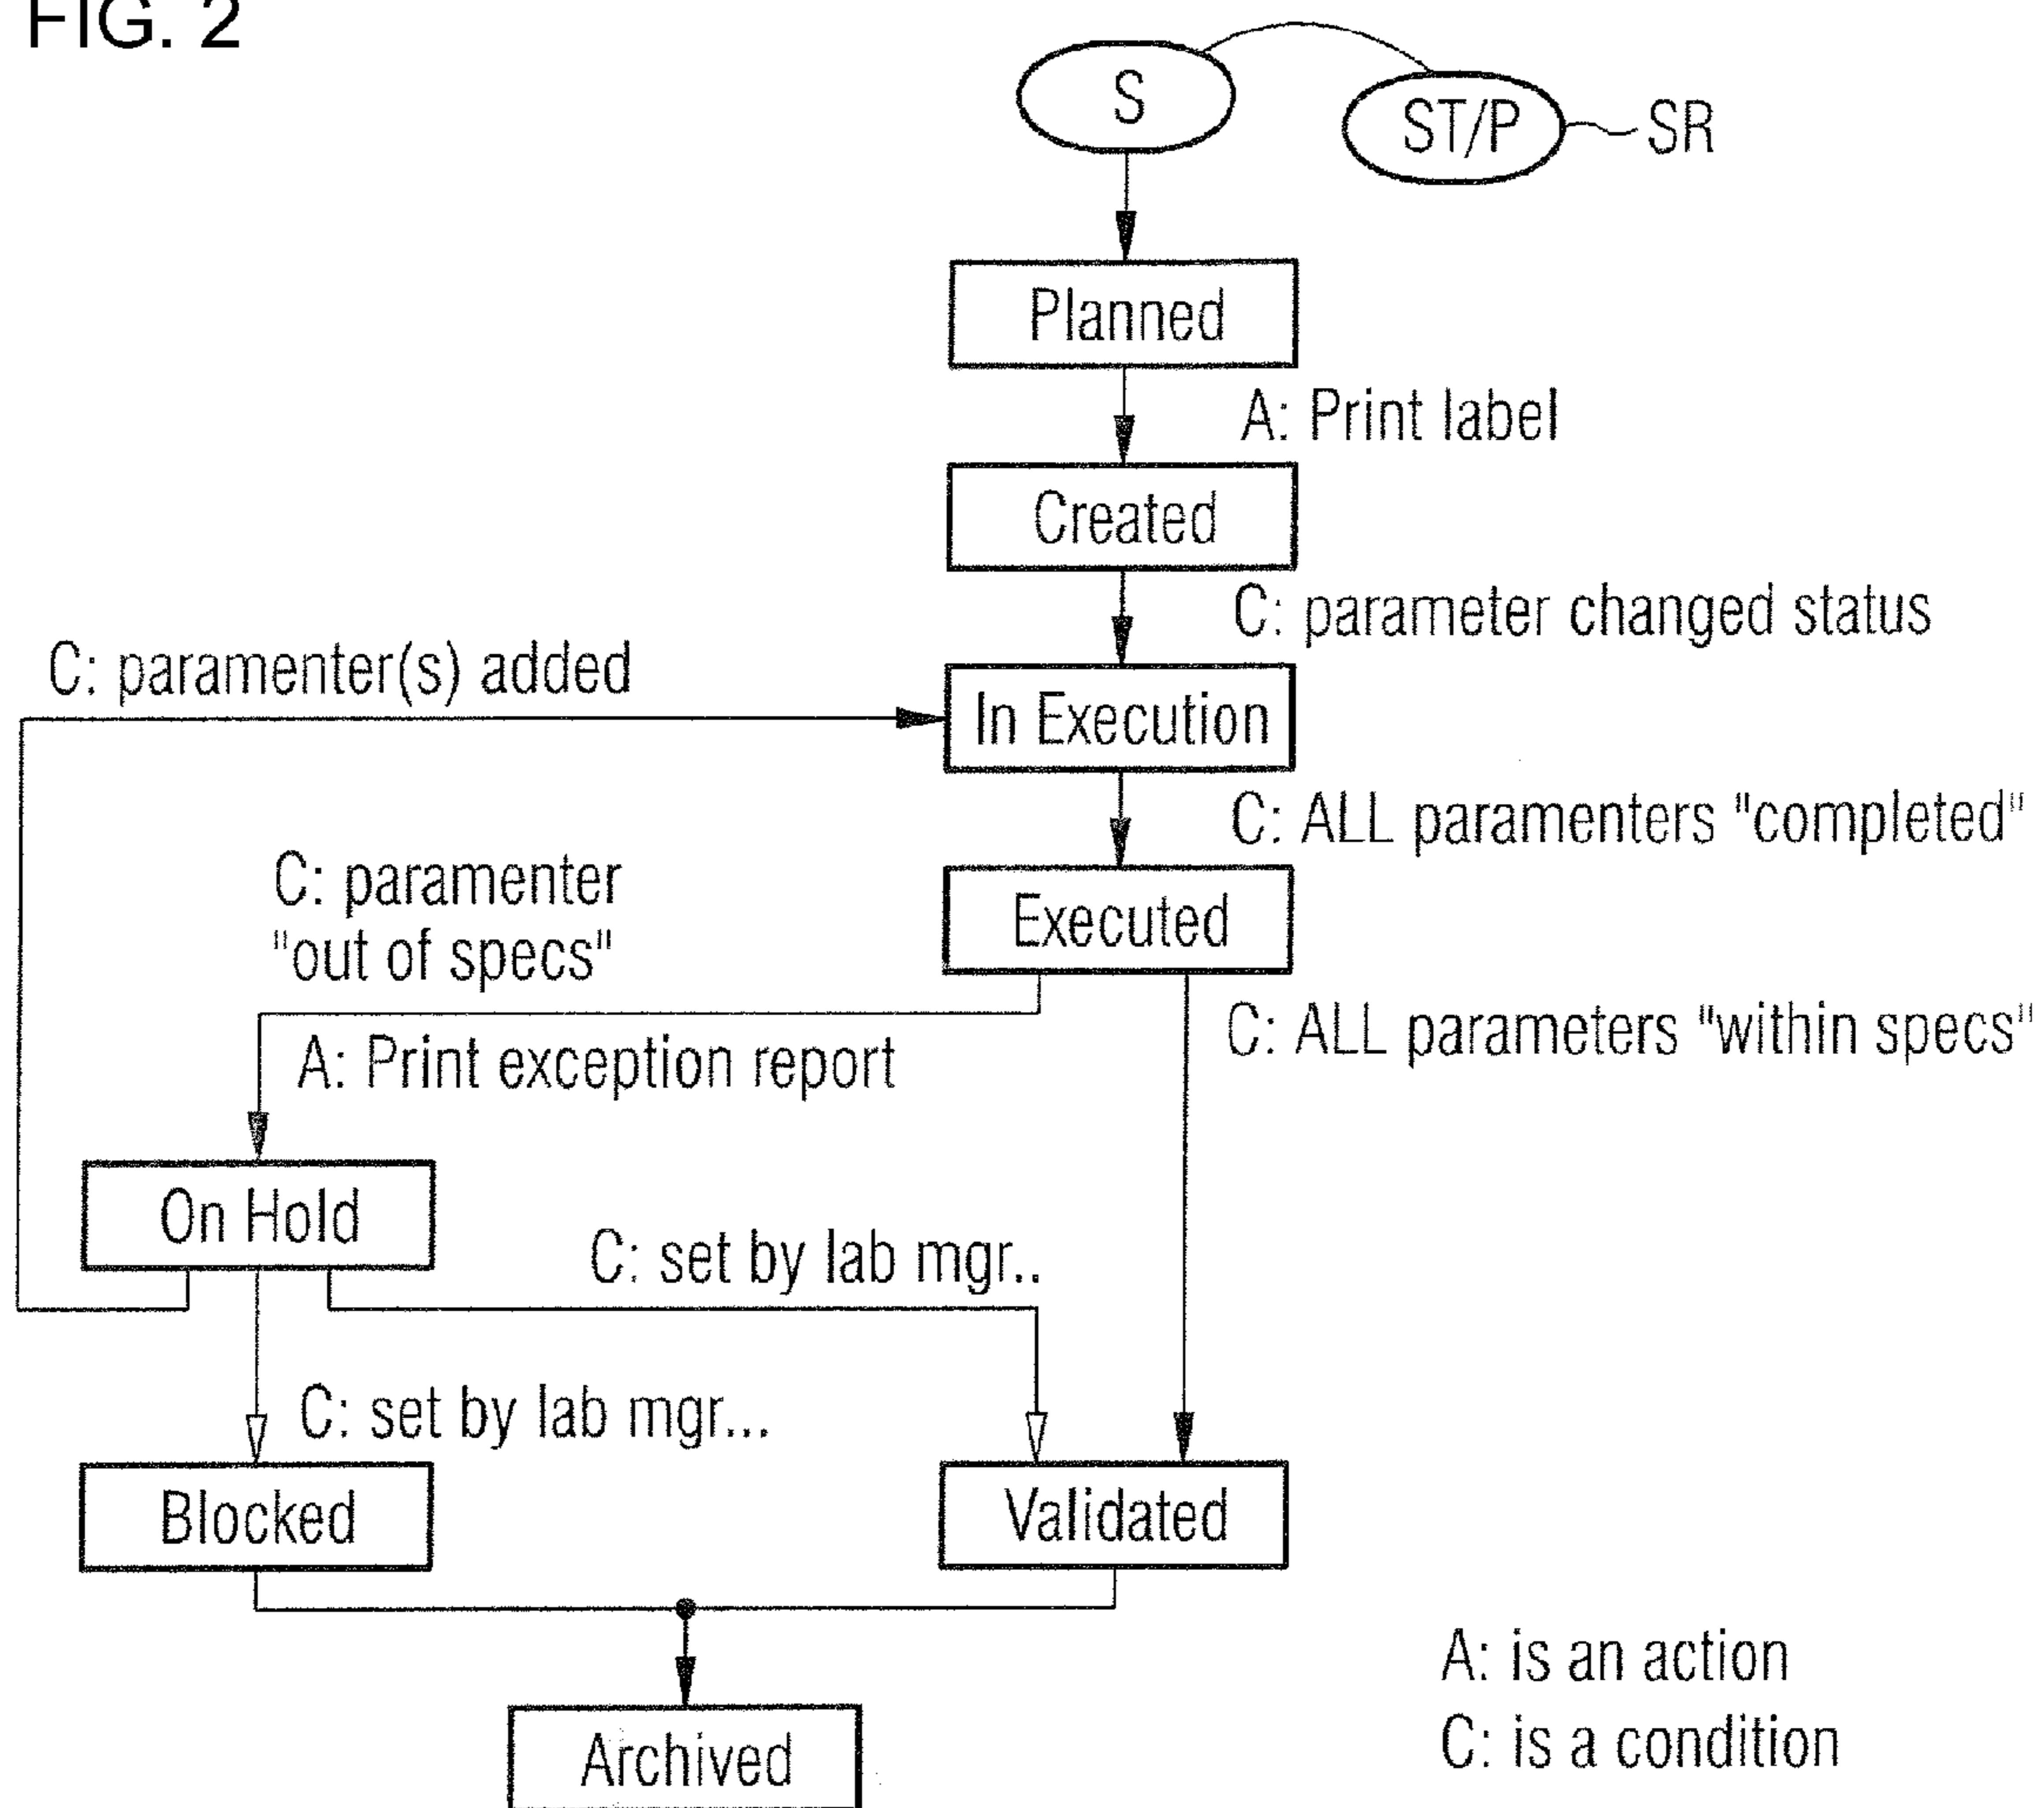 FIG. 2
S
ST/P
SR
Planned
A: Print label
Created
C: parameter changed status
C: paramenter(s) added
In Execution
C: ALL paramenters "completed"
C: paramenter
"out of specs"
Executed
C: ALL parameters "within specs"
A: Print exception report
On Hold
C: set by lab mgr..
C: set by lab mgr...
Blocked
Validated
A: is an action
C: is a condition
Archived